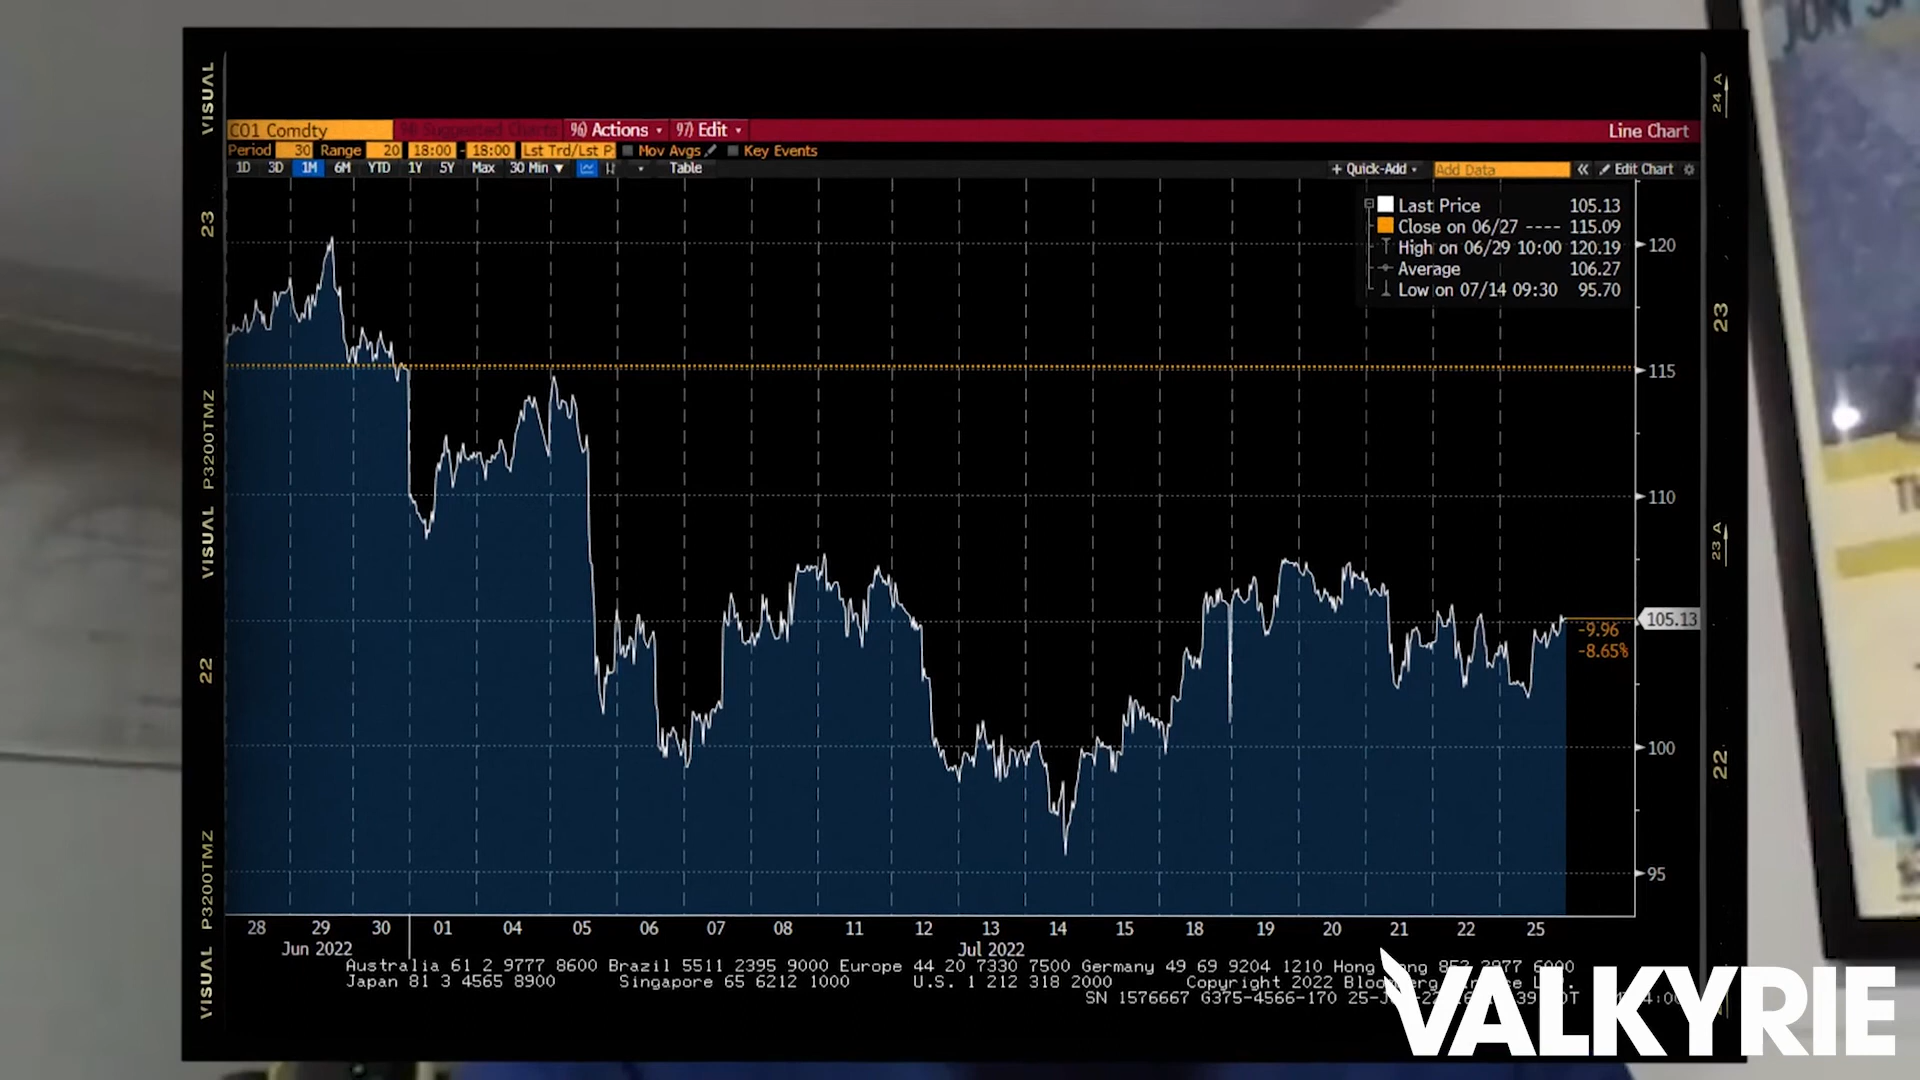 CO1 Comdty
96) Actions
97) Edit
Line Chart
Period 30 Range 20 18:00 - 18:00 Lst Trd/Lst P Mov Avgs Key Events
1D 3D 1M 6M YTD 1Y 5Y Max 30 Min Table + Quick-Add Add Data « Edit Chart
Last Price 105.13
Close on 06/27 ---- 115.09
High on 06/29 10:00 120.19
Average 106.27
Low on 07/14 09:30 95.70
120
115
110
105.13
-9.96
-8.65%
100
95
28 29 30 01 04 05 06 07 08 11 12 13 14 15 18 19 20 21 22 25
Jun 2022 Jul 2022
Australia 61 2 9777 8600 Brazil 5511 2395 9000 Europe 44 20 7330 7500 Germany 49 69 9204 1210 Hong
Japan 81 3 4565 8900 Singapore 65 6212 1000 U.S. 1 212 318 2000 Copyright 2022
SN 1576667 G375-4566-170
VALKYRIE
VISUAL
23
P3200TMZ
VISUAL
22
P3200TMZ
VISUAL
24 A
23
23 A
22